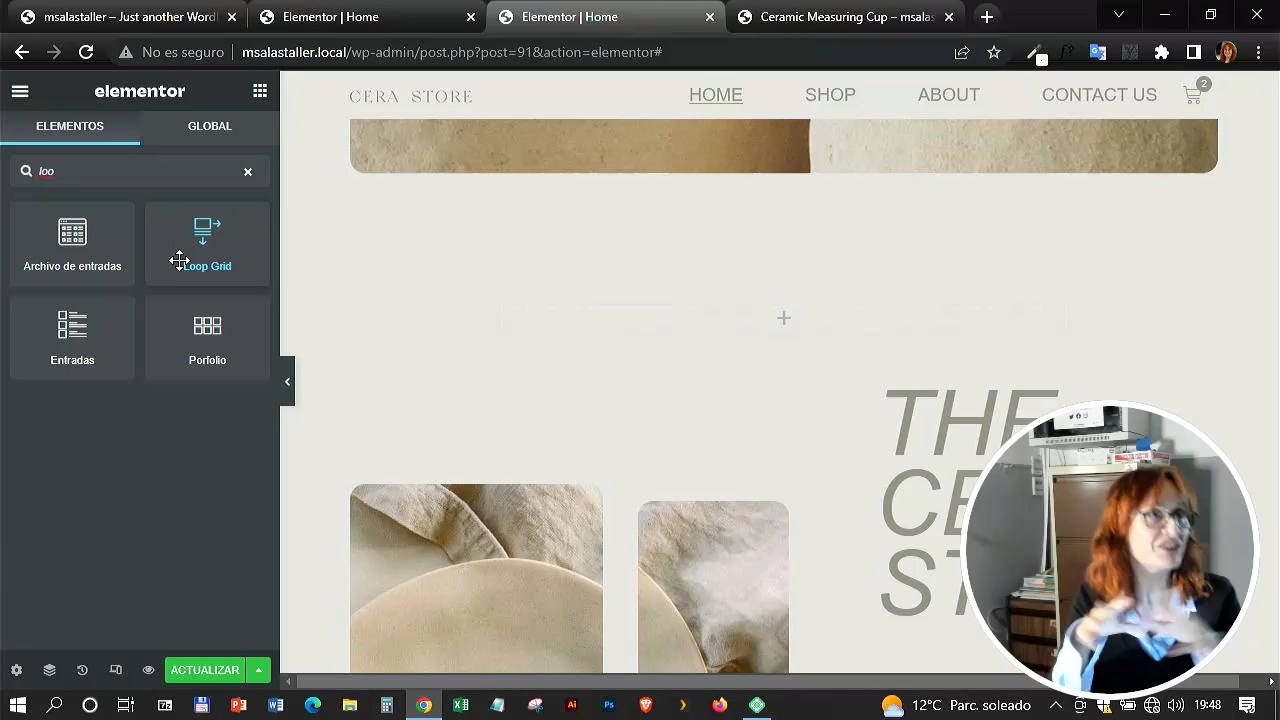 msalastaller – Just another Word
Elementor | Home
Elementor | Home
Ceramic Measuring Cup – msalas
No es seguro
msalastaller.local/wp-admin/post.php?post=91&action=elementor#
elementor
ELEMENTOS
GLOBAL
loo
Archivo de entradas
Loop Grid
Entradas
Porfolio
ACTUALIZAR
CERA STORE
HOME
SHOP
ABOUT
CONTACT US
2
THE
CE
ST
12°C Parc. soleado
19:48